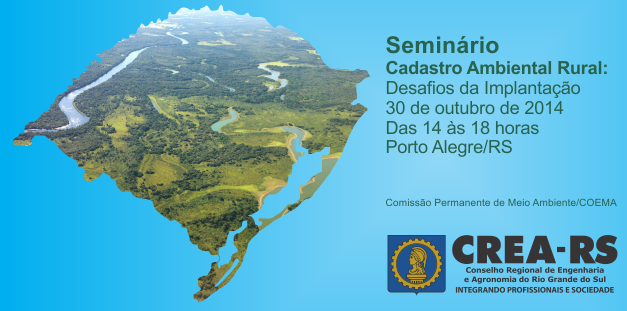 Seminário
Cadastro Ambiental Rural:
Desafios da Implantação
30 de outubro de 2014
Das 14 às 18 horas
Porto Alegre/RS
Comissão Permanente de Meio Ambiente/COEMA
CREA-RS
Conselho Regional de Engenharia
e Agronomia do Rio Grande do Sul
INTEGRANDO PROFISSIONAIS E SOCIEDADE